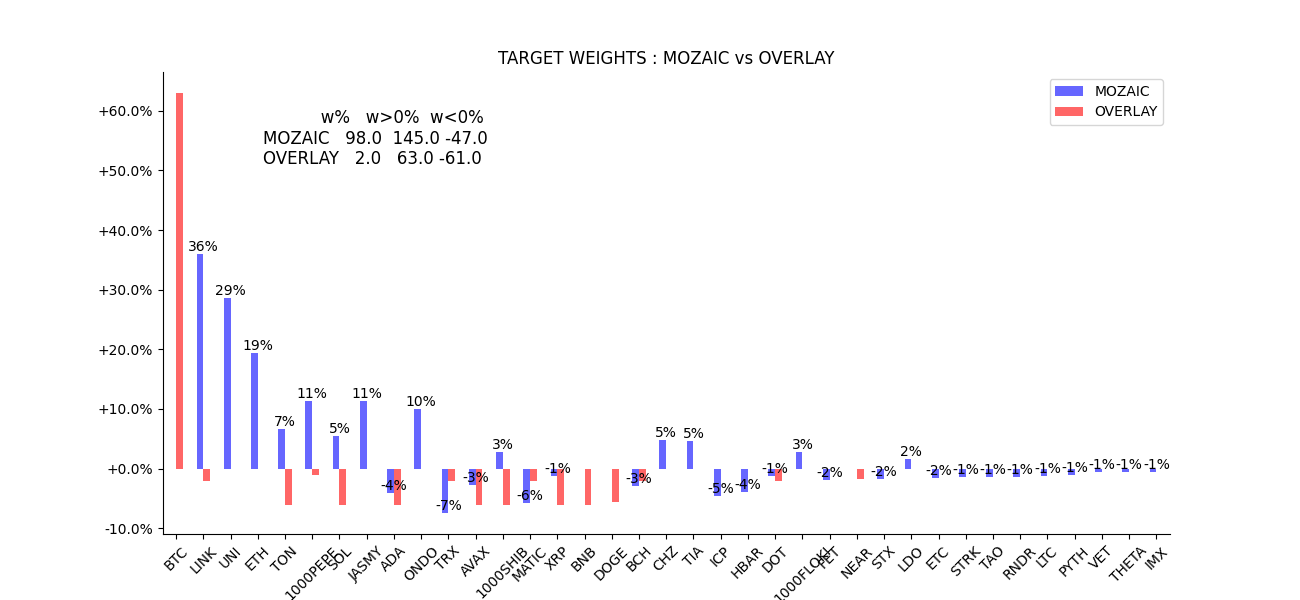 TARGET WEIGHTS : MOZAIC vs OVERLAY
MOZAIC
OVERLAY
w% w>0% w<0%
MOZAIC 98.0 145.0 -47.0
OVERLAY 2.0 63.0 -61.0
+60.0%
+50.0%
+40.0%
+30.0%
+20.0%
+10.0%
+0.0%
-10.0%
36%
29%
19%
7%
11%
5%
11%
-4%
10%
-7%
-3%
3%
-6%
-1%
-3%
5%
5%
-5%
-4%
-1%
3%
-2%
-2%
2%
-2%
-1%
-1%
-1%
-1%
-1%
-1%
-1%
-1%
BTC
LINK
UNI
ETH
TON
1000PEPE
SOL
JASMY
ADA
ONDO
TRX
AVAX
1000SHIB
MATIC
XRP
BNB
DOGE
BCH
CHZ
TIA
ICP
HBAR
DOT
1000FLOKI
FET
NEAR
STX
LDO
ETC
STRK
TAO
RNDR
LTC
PYTH
VET
THETA
IMX